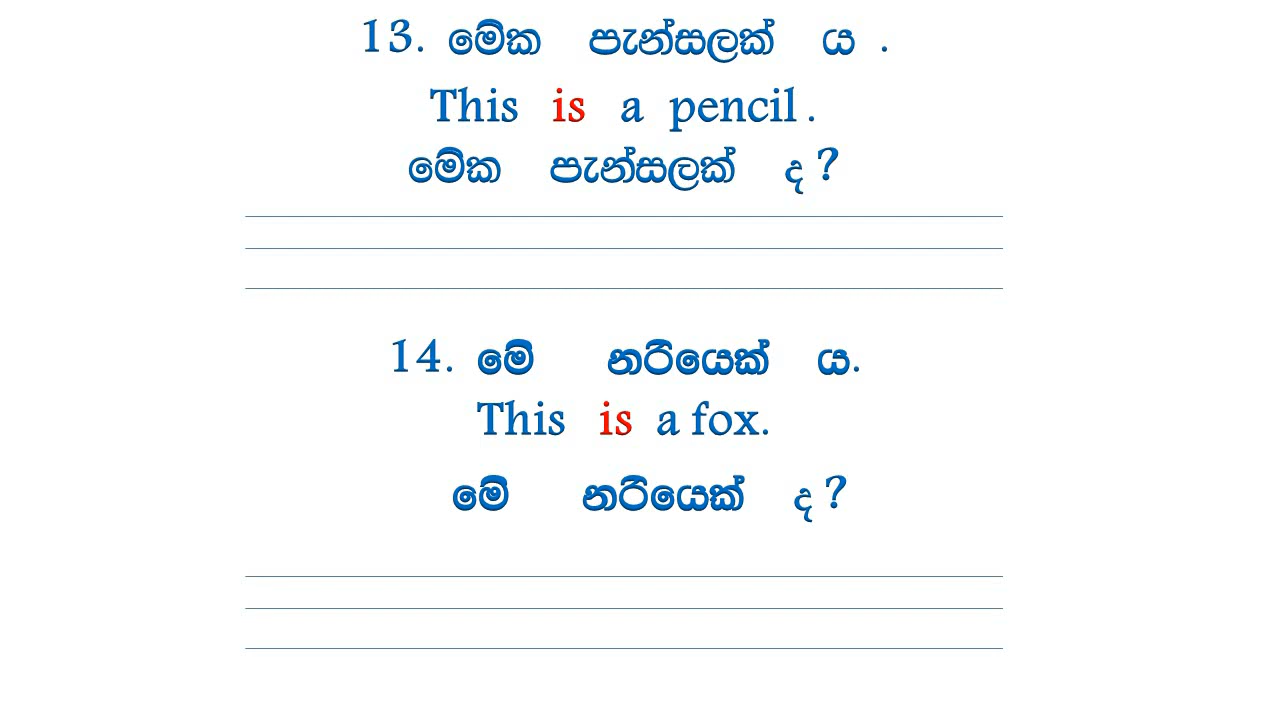 13. මේක පැන්සලක් ය .
This is a pencil .
මේක පැන්සලක් ද ?
14. මේ නරියෙක් ය.
This is a fox.
මේ නරියෙක් ද ?